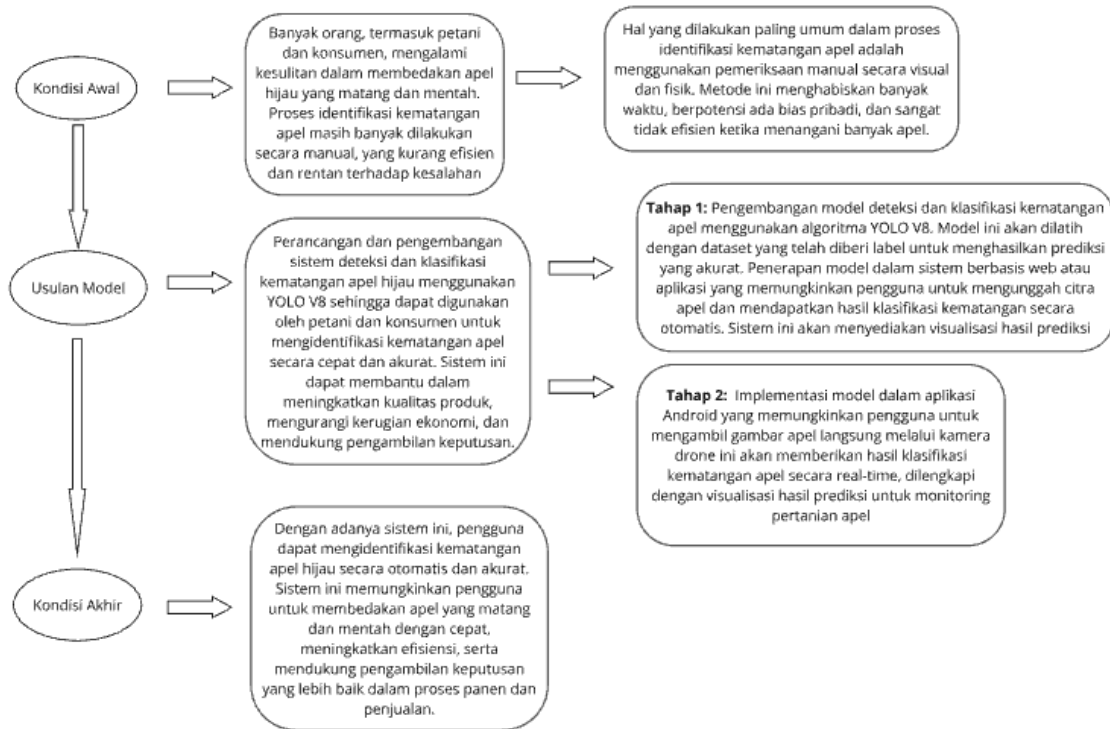 Kondisi Awal
Banyak orang, termasuk petani
dan konsumen, mengalami
kesulitan dalam membedakan apel
hijau yang matang dan mentah.
Proses identifikasi kematangan
apel masih banyak dilakukan
secara manual, yang kurang efisien
dan rentan terhadap kesalahan
Hal yang dilakukan paling umum dalam proses
identifikasi kematangan apel adalah
menggunakan pemeriksaan manual secara visual
dan fisik. Metode ini menghabiskan banyak
waktu, berpotensi ada bias pribadi, dan sangat
tidak efisien ketika menangani banyak apel.
Usulan Model
Perancangan dan pengembangan
sistem deteksi dan klasifikasi
kematangan apel hijau menggunakan
YOLO V8 sehingga dapat digunakan
oleh petani dan konsumen untuk
mengidentifikasi kematangan apel
secara cepat dan akurat. Sistem ini
dapat membantu dalam
meningkatkan kualitas produk,
mengurangi kerugian ekonomi, dan
mendukung pengambilan keputusan.
Tahap 1: Pengembangan model deteksi dan klasifikasi kematangan
apel menggunakan algoritma YOLO V8. Model ini akan dilatih
dengan dataset yang telah diberi label untuk menghasilkan prediksi
yang akurat. Penerapan model dalam sistem berbasis web atau
aplikasi yang memungkinkan pengguna untuk mengunggah citra
apel dan mendapatkan hasil klasifikasi kematangan secara
otomatis. Sistem ini akan menyediakan visualisasi hasil prediksi
Tahap 2: Implementasi model dalam aplikasi
Android yang memungkinkan pengguna untuk
mengambil gambar apel langsung melalui kamera
drone ini akan memberikan hasil klasifikasi
kematangan apel secara real-time, dilengkapi
dengan visualisasi hasil prediksi untuk monitoring
pertanian apel
Kondisi Akhir
Dengan adanya sistem ini, pengguna
dapat mengidentifikasi kematangan
apel hijau secara otomatis dan akurat.
Sistem ini memungkinkan pengguna
untuk membedakan apel yang matang
dan mentah dengan cepat,
meningkatkan efisiensi, serta
mendukung pengambilan keputusan
yang lebih baik dalam proses panen dan
penjualan.